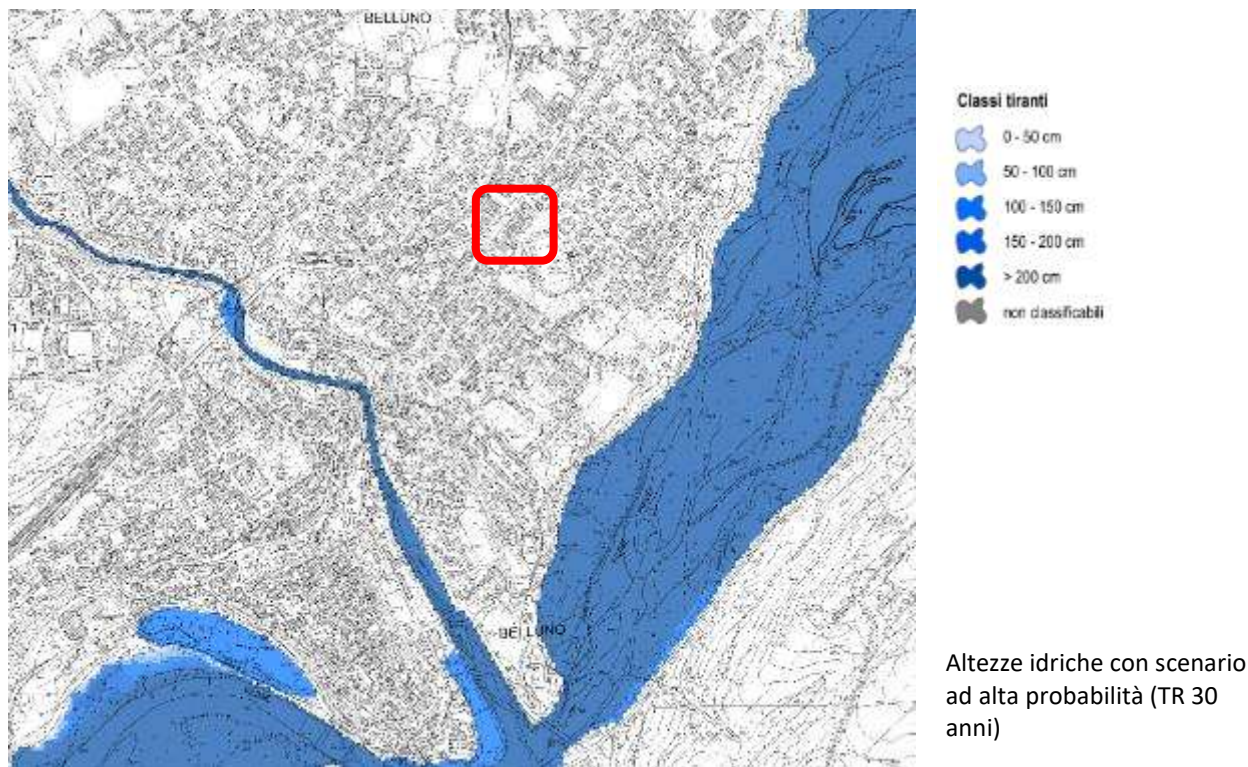 BELLUNO
Classi tiranti
0 - 50 cm
50 - 100 cm
100 - 150 cm
150 - 200 cm
> 200 cm
non classificabili
BELLUNO
Altezze idriche con scenario
ad alta probabilità (TR 30
anni)